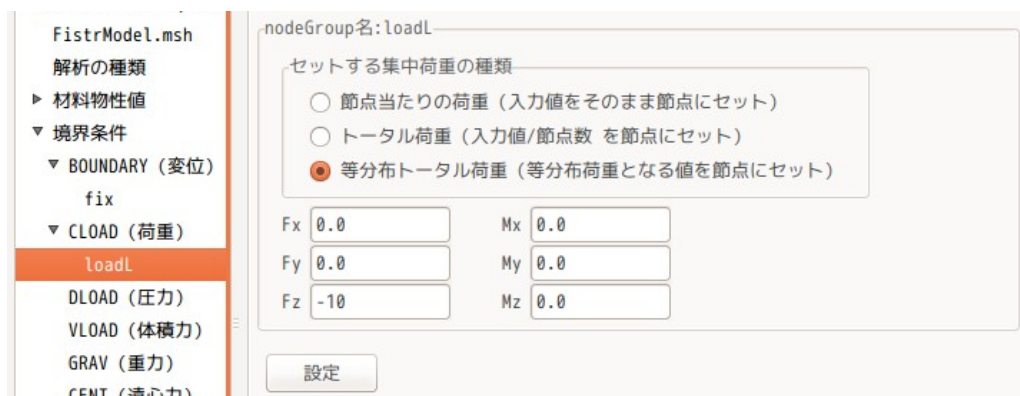 FistrModel.msh
解析の種類
材料物性値
境界条件
BOUNDARY (変位)
fix
CLOAD (荷重)
loadL
DLOAD (圧力)
VLOAD (体積力)
GRAV (重力)
CENT (遠心力)
nodeGroup名:loadL
セットする集中荷重の種類
節点当たりの荷重 (入力値をそのまま節点にセット)
トータル荷重 (入力値/節点数 を節点にセット)
等分布トータル荷重 (等分布荷重となる値を節点にセット)
Fx 0.0 Mx 0.0
Fy 0.0 My 0.0
Fz -10 Mz 0.0
設定